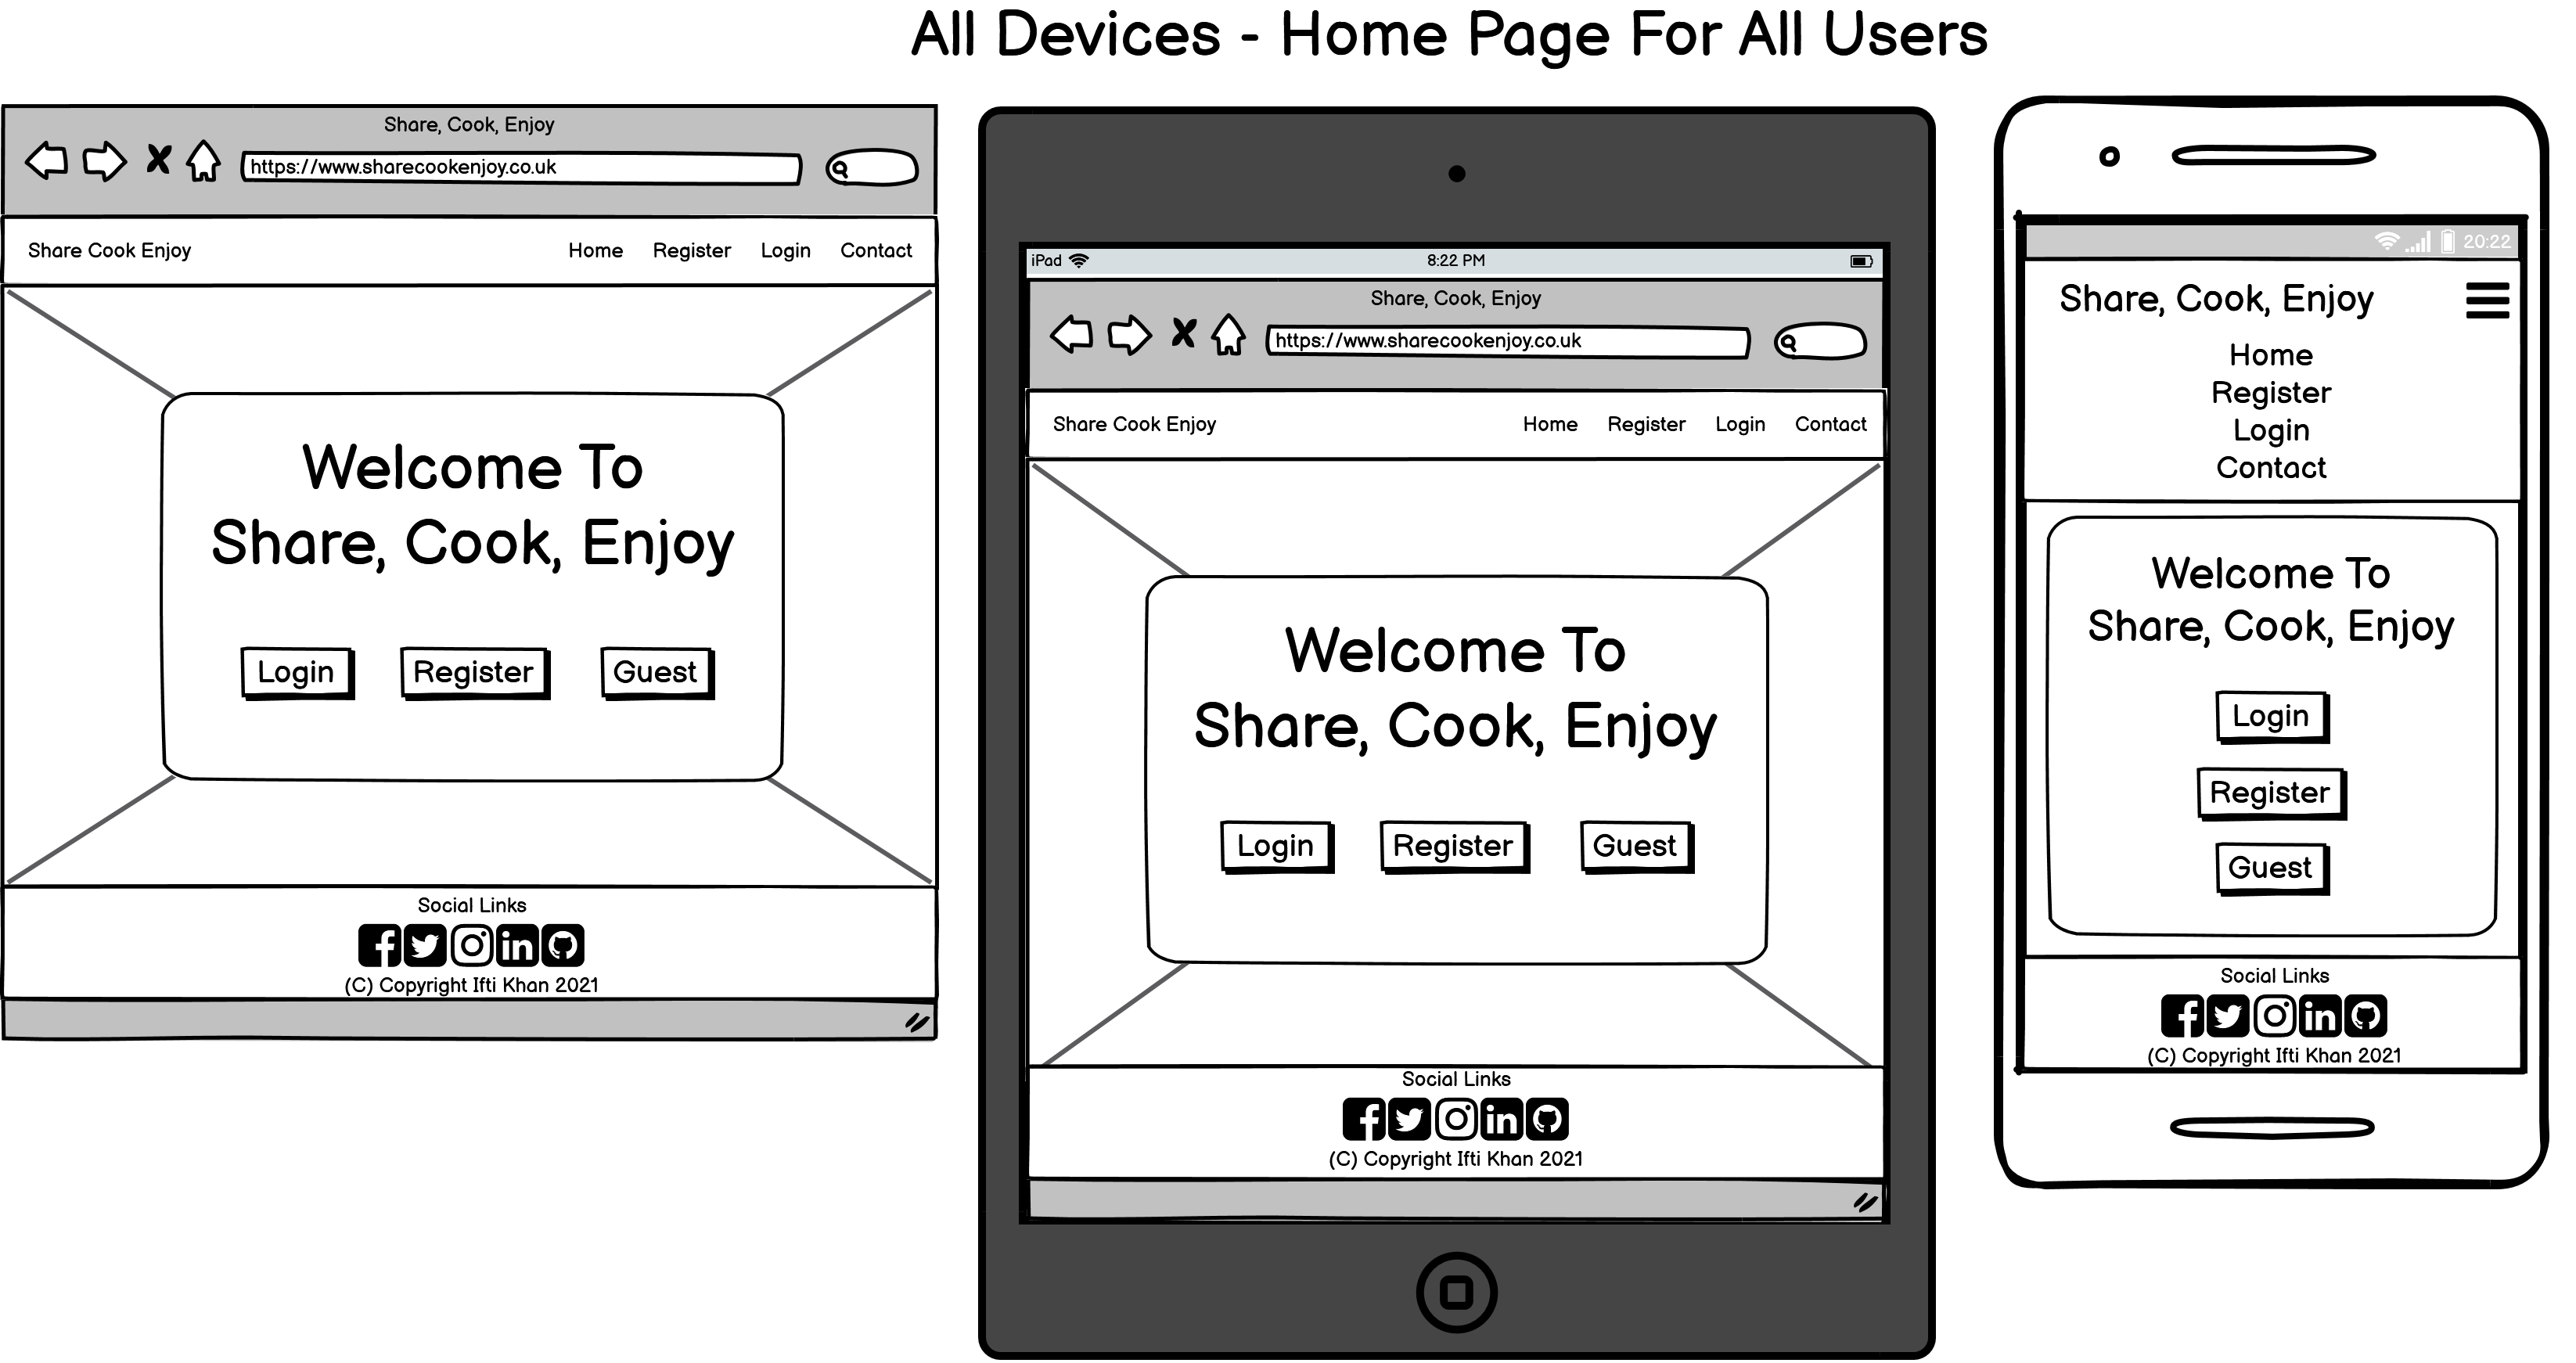 All Devices - Home Page For All Users
Share, Cook, Enjoy
https://www.sharecookenjoy.co.uk
Share Cook Enjoy Home Register Login Contact
Welcome To
Share, Cook, Enjoy
Login Register Guest
Social Links
(C) Copyright Ifti Khan 2021
iPad 8:22 PM
Share, Cook, Enjoy
https://www.sharecookenjoy.co.uk
Share Cook Enjoy Home Register Login Contact
Welcome To
Share, Cook, Enjoy
Login Register Guest
Social Links
(C) Copyright Ifti Khan 2021
20:22
Share, Cook, Enjoy
Home
Register
Login
Contact
Welcome To
Share, Cook, Enjoy
Login
Register
Guest
Social Links
(C) Copyright Ifti Khan 2021